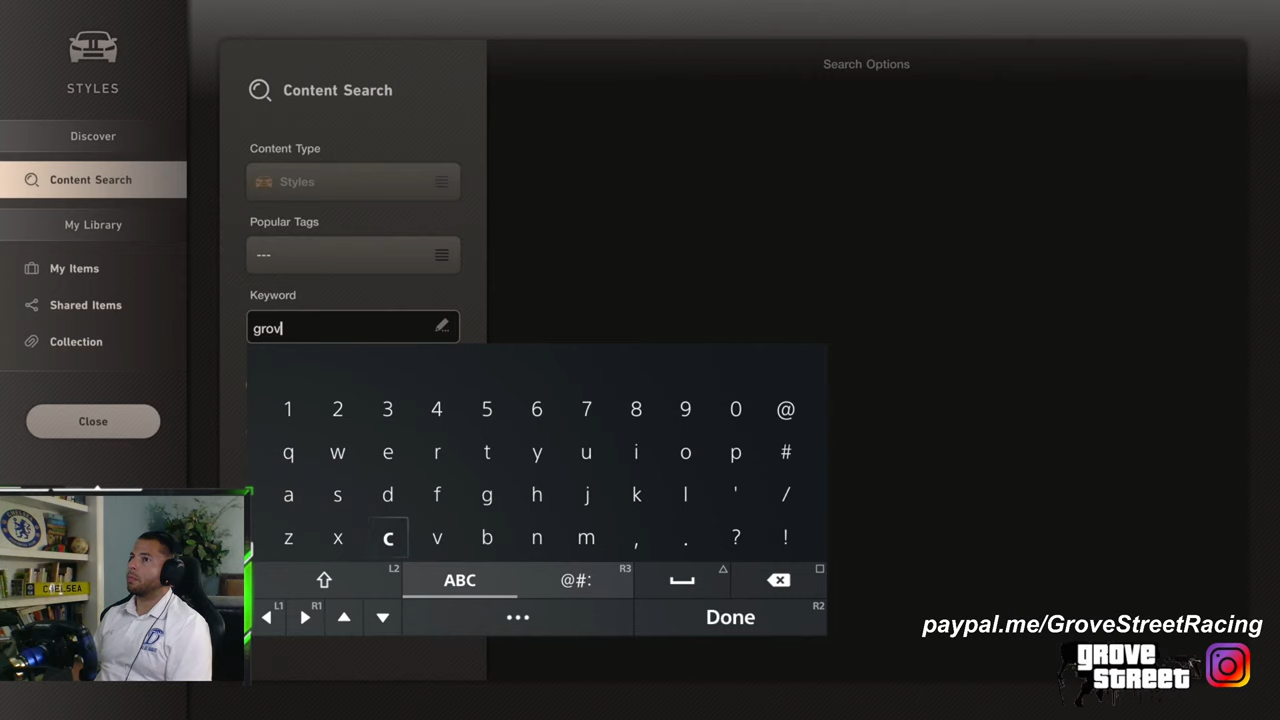 STYLES
Discover
Content Search
My Library
My Items
Shared Items
Collection
Close
Content Search
Content Type
Styles
Popular Tags
---
Keyword
grov
Search Options
1 2 3 4 5 6 7 8 9 0 @
q w e r t y u i o p #
a s d f g h j k l ' /
z x c v b n m , . ? !
L2
ABC
@#:
R3
L1
R1
...
Done
R2
CHELSEA
paypal.me/GroveStreetRacing
GROVE
STREET